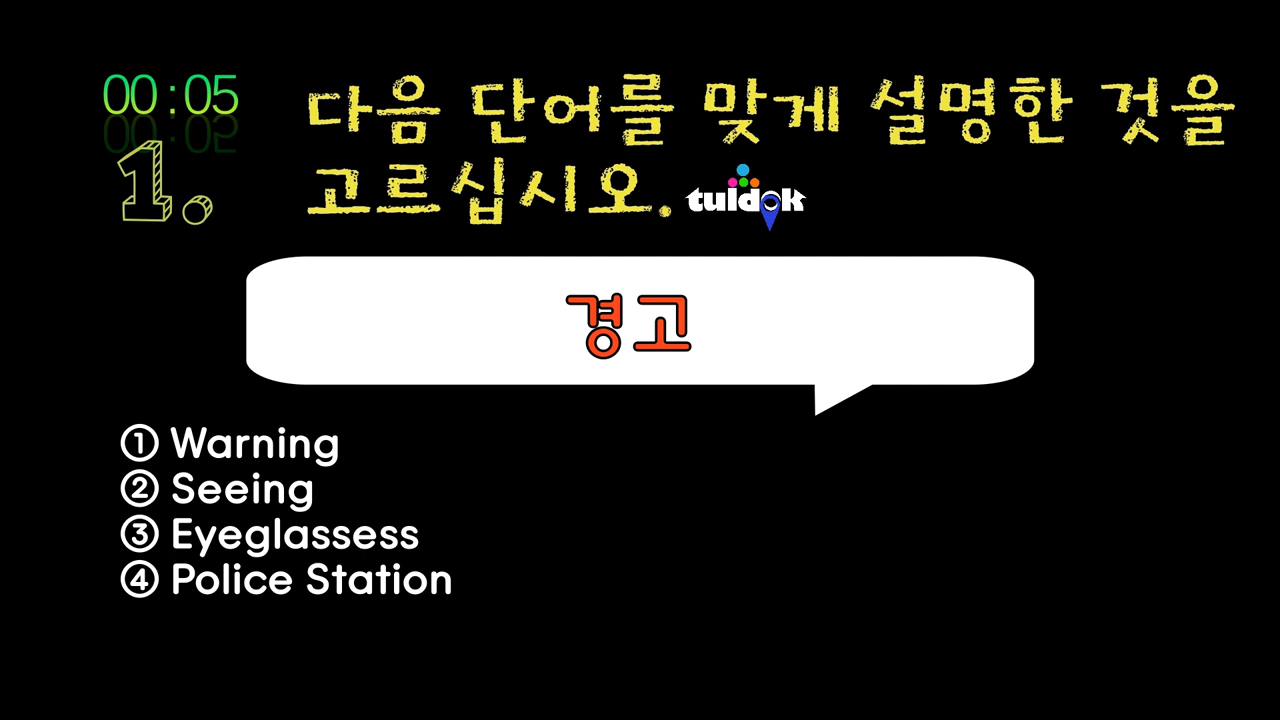 00:05
1.
다음 단어를 맞게 설명한 것을
고르십시오.
tuldok
경고
① Warning
② Seeing
③ Eyeglassess
④ Police Station